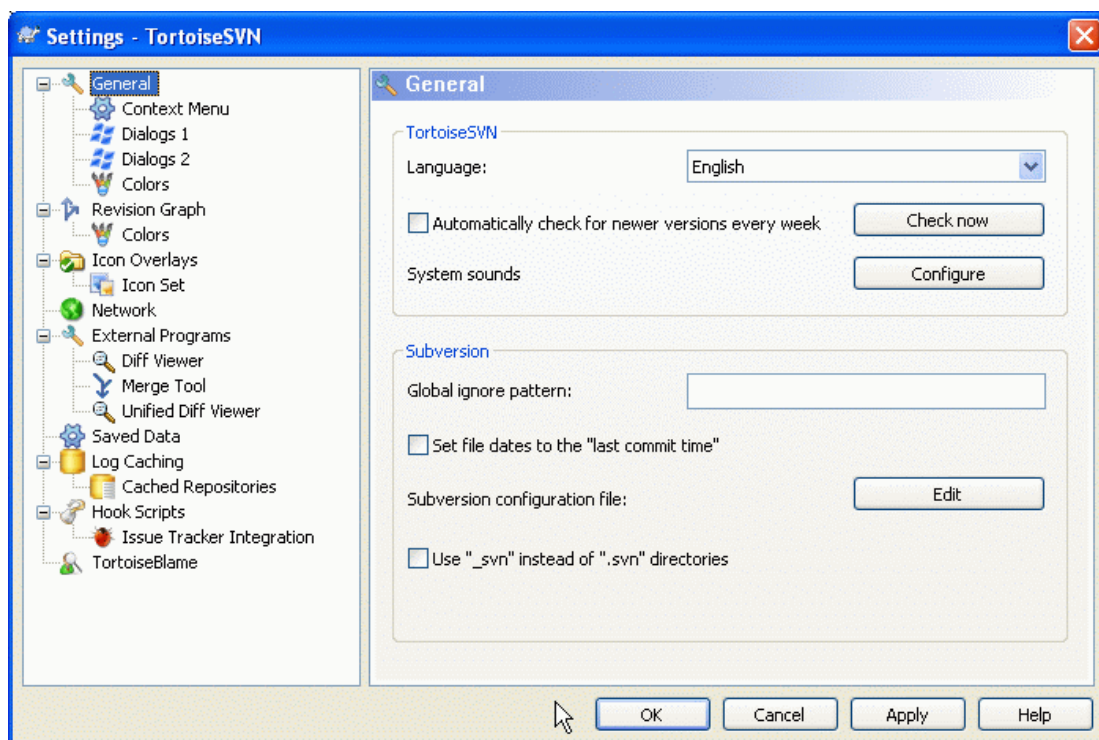 Settings - TortoiseSVN
General
Context Menu
Dialogs 1
Dialogs 2
Colors
Revision Graph
Colors
Icon Overlays
Icon Set
Network
External Programs
Diff Viewer
Merge Tool
Unified Diff Viewer
Saved Data
Log Caching
Cached Repositories
Hook Scripts
Issue Tracker Integration
TortoiseBlame
General
TortoiseSVN
Language: English
Automatically check for newer versions every week Check now
System sounds Configure
Subversion
Global ignore pattern:
Set file dates to the "last commit time"
Subversion configuration file: Edit
Use "_svn" instead of ".svn" directories
OK Cancel Apply Help